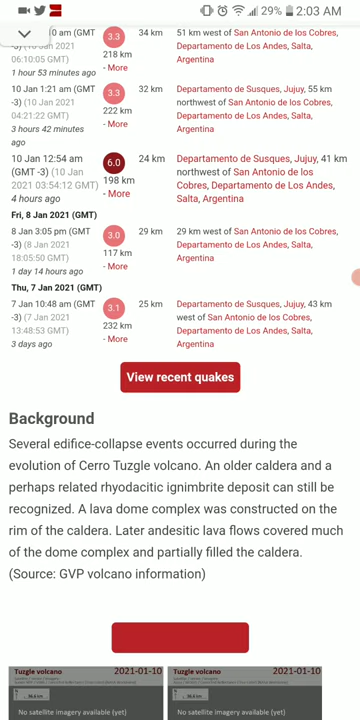 29% 2:03 AM
0 am (GMT
-3) (10 Jan 2021
06:10:05 GMT)
1 hour 53 minutes ago
3.3
218 km
- More
34 km
51 km west of San Antonio de los Cobres,
Departamento de Los Andes, Salta,
Argentina
10 Jan 1:21 am (GMT
-3) (10 Jan 2021
04:21:22 GMT)
3 hours 42 minutes
ago
3.3
222 km
- More
32 km
Departamento de Susques, Jujuy, 55 km
northwest of San Antonio de los Cobres,
Departamento de Los Andes, Salta,
Argentina
10 Jan 12:54 am
(GMT -3) (10 Jan
2021 03:54:12 GMT)
4 hours ago
6.0
198 km
- More
24 km
Departamento de Susques, Jujuy, 41 km
northwest of San Antonio de los
Cobres, Departamento de Los Andes,
Salta, Argentina
Fri, 8 Jan 2021 (GMT)
8 Jan 3:05 pm (GMT
-3) (8 Jan 2021
18:05:50 GMT)
1 day 14 hours ago
3.0
117 km
- More
29 km
29 km west of San Antonio de los Cobres,
Departamento de Los Andes, Salta,
Argentina
Thu, 7 Jan 2021 (GMT)
7 Jan 10:48 am (GMT
-3) (7 Jan 2021
13:48:53 GMT)
3 days ago
3.1
232 km
- More
25 km
Departamento de Susques, Jujuy, 43 km
west of San Antonio de los Cobres,
Departamento de Los Andes, Salta,
Argentina
View recent quakes
Background
Several edifice-collapse events occurred during the
evolution of Cerro Tuzgle volcano. An older caldera and a
perhaps related rhyodacitic ignimbrite deposit can still be
recognized. A lava dome complex was constructed on the
rim of the caldera. Later andesitic lava flows covered much
of the dome complex and partially filled the caldera.
(Source: GVP volcano information)
Tuzgle volcano 2021-01-10
No satellite imagery available (yet)
Tuzgle volcano 2021-01-10
No satellite imagery available (yet)